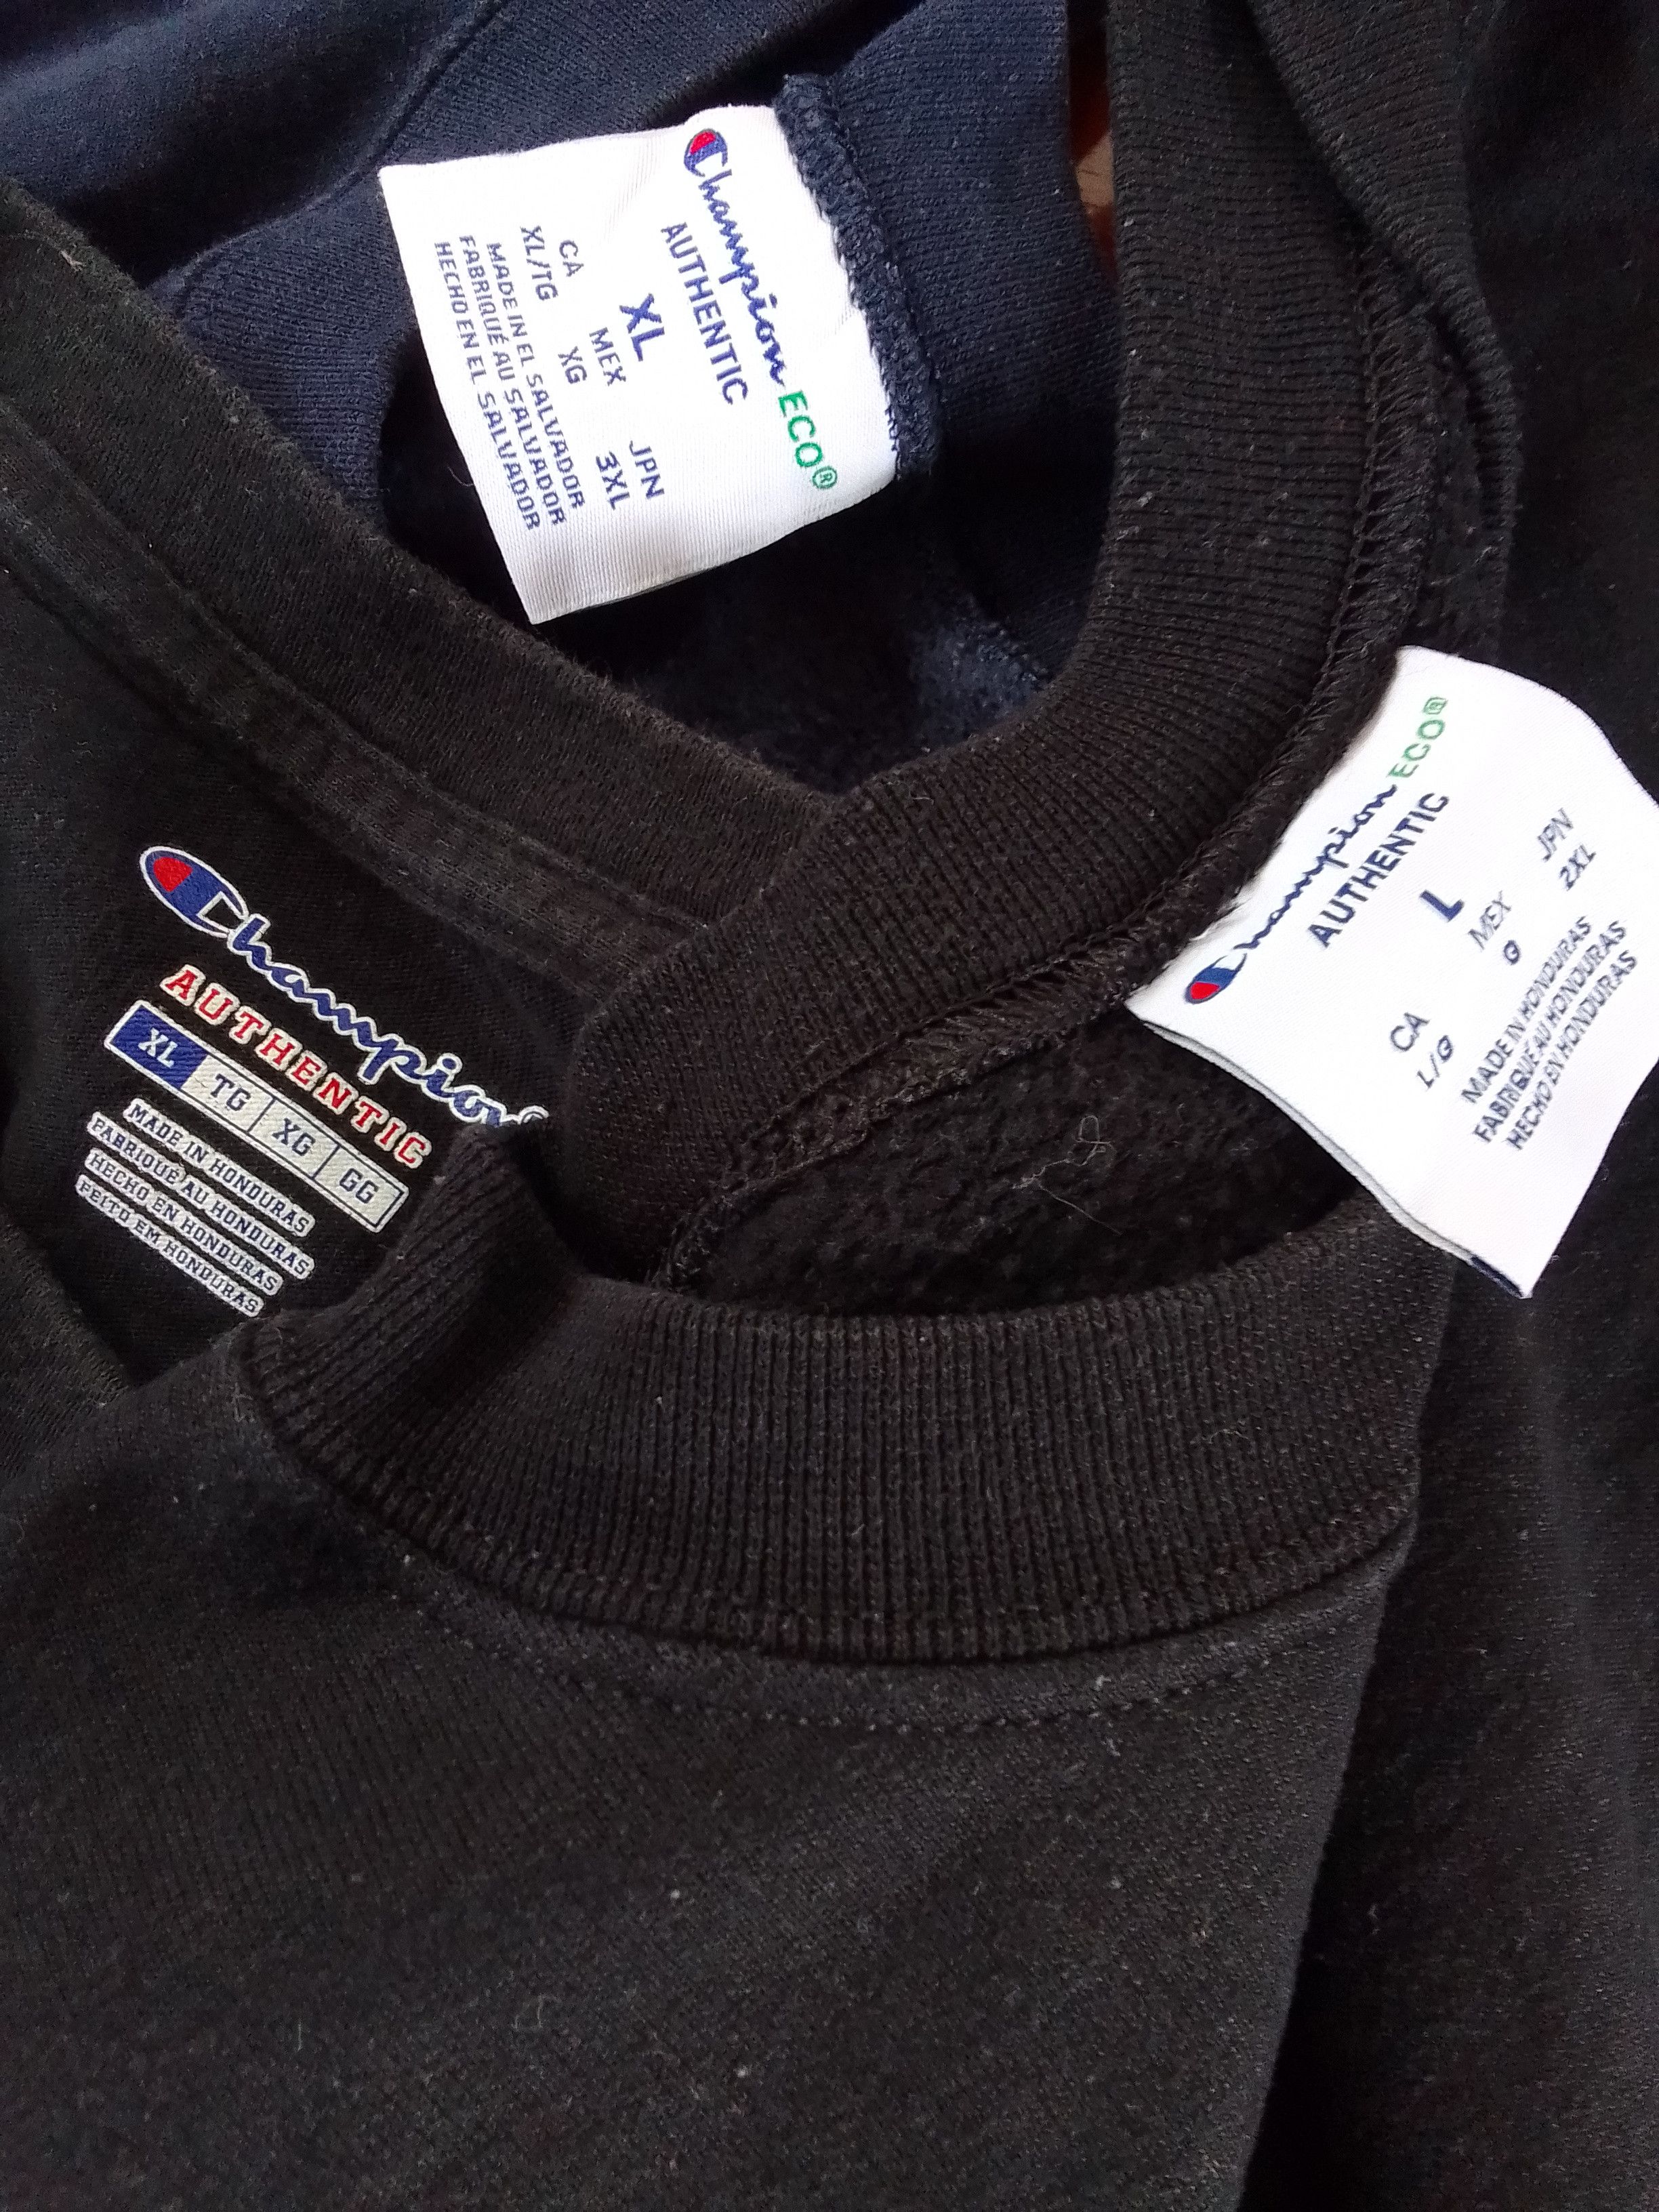 Champion ECO®
AUTHENTIC
XL
CA MEX JPN
XL/TG XG 3XL
MADE IN EL SALVADOR
FABRIQUÉ AU SALVADOR
HECHO EN EL SALVADOR
Champion ECO®
AUTHENTIC
L
CA MEX JPN
L/G G 2XL
MADE IN HONDURAS
FABRIQUE AU HONDURAS
HECHO EN HONDURAS
Champion®
AUTHENTIC
XL TG XG GG
MADE IN HONDURAS
FABRIQUÉ AU HONDURAS
HECHO EN HONDURAS
FEITO EM HONDURAS